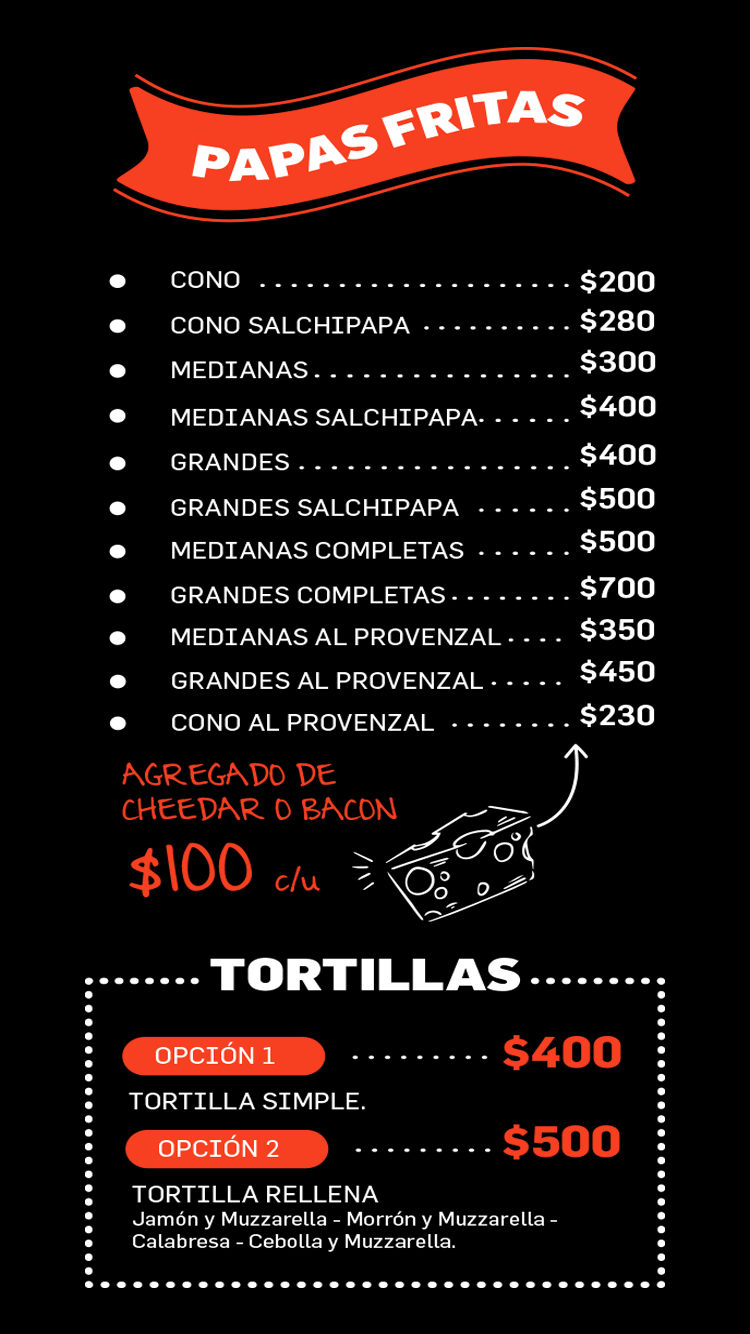 PAPAS FRITAS
CONO . . . . . . . . . . . . . . . . . . . . $200
CONO SALCHIPAPA . . . . . . . . . . $280
MEDIANAS . . . . . . . . . . . . . . . . $300
MEDIANAS SALCHIPAPA . . . . . . $400
GRANDES . . . . . . . . . . . . . . . . . $400
GRANDES SALCHIPAPA . . . . . . $500
MEDIANAS COMPLETAS . . . . . . $500
GRANDES COMPLETAS . . . . . . . . $700
MEDIANAS AL PROVENZAL . . . . $350
GRANDES AL PROVENZAL . . . . . $450
CONO AL PROVENZAL . . . . . . . . $230
AGREGADO DE
CHEEDAR O BACON
$100 c/u
TORTILLAS
OPCIÓN 1 . . . . . . . . . $400
TORTILLA SIMPLE.
OPCIÓN 2 . . . . . . . . . $500
TORTILLA RELLENA
Jamón y Muzzarella - Morrón y Muzzarella -
Calabresa - Cebolla y Muzzarella.